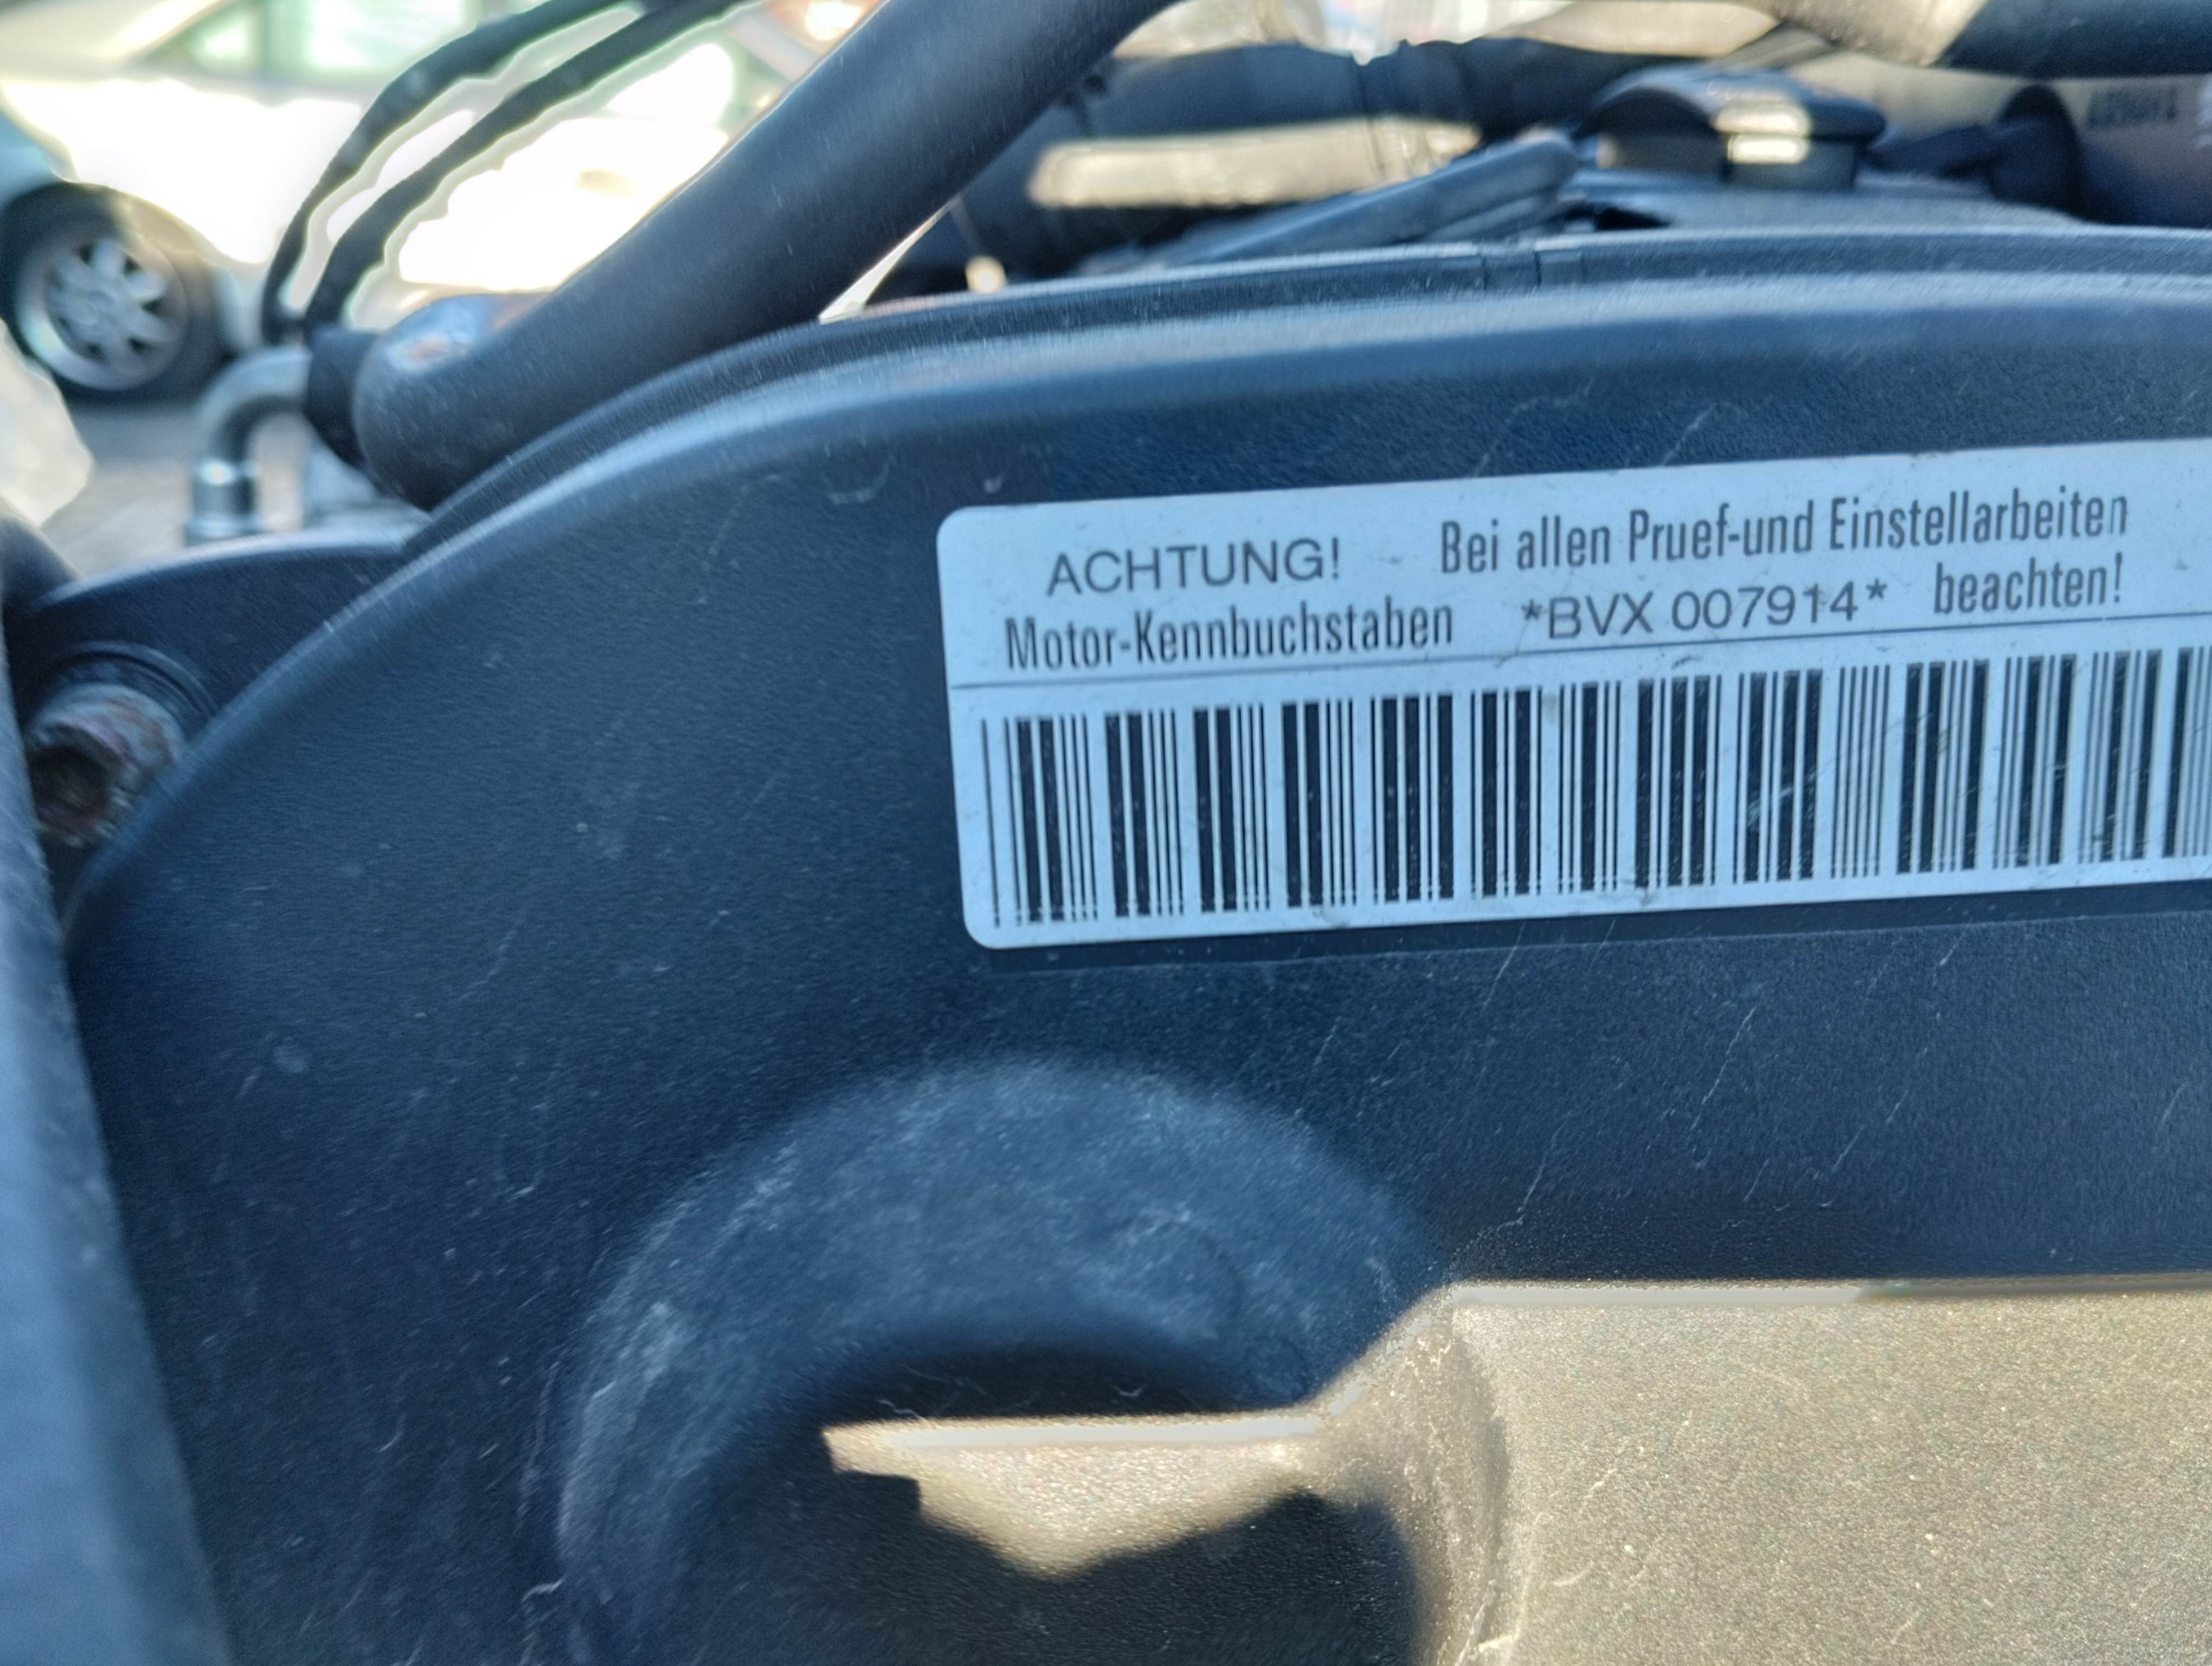 ACHTUNG! Bei allen Pruef-und Einstellarbeiten
Motor-Kennbuchstaben *BVX 007914* beachten!